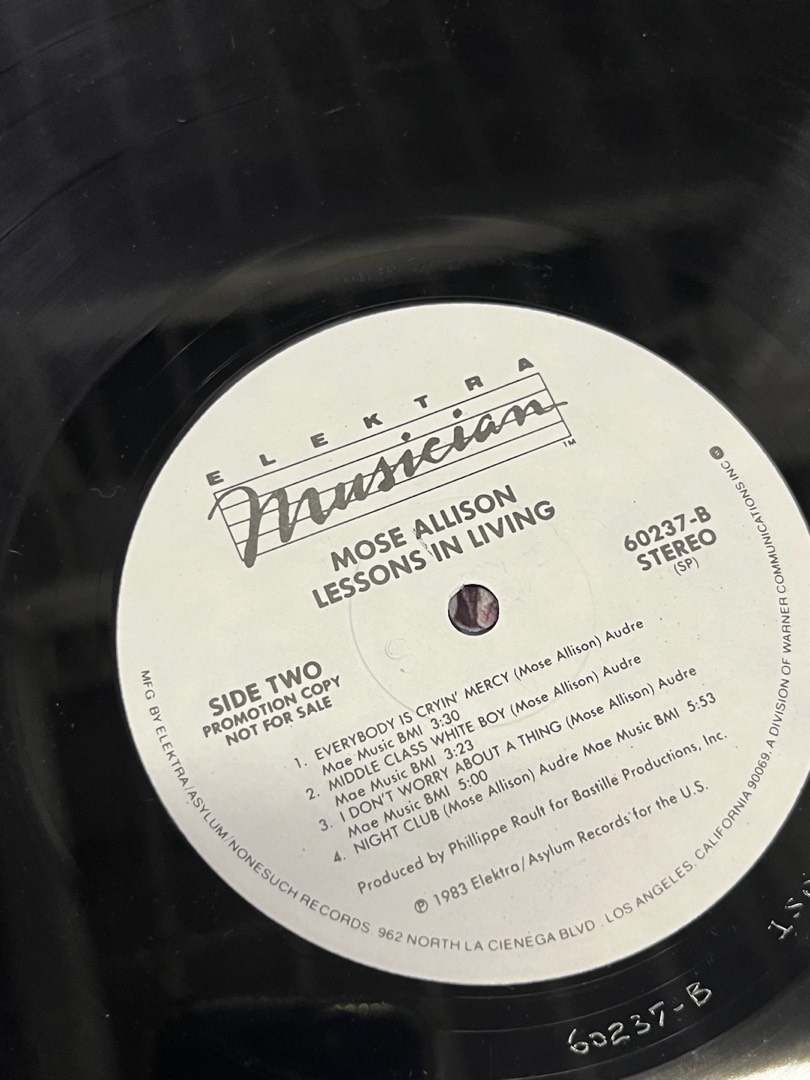 ELEKTRA
Musician™
MOSE ALLISON
LESSONS IN LIVING
60237-B
STEREO
(SP)
SIDE TWO
PROMOTION COPY
NOT FOR SALE
1. EVERYBODY IS CRYIN' MERCY (Mose Allison) Audre
Mae Music BMI 3:30
2. MIDDLE CLASS WHITE BOY (Mose Allison) Audre
Mae Music BMI 3:23
3. I DON'T WORRY ABOUT A THING (Mose Allison) Audre
Mae Music BMI 5:00
4. NIGHT CLUB (Mose Allison) Audre Mae Music BMI 5:53
Produced by Phillippe Rault for Bastille Productions, Inc.
℗ 1983 Elektra/Asylum Records for the U.S.
MFG BY ELEKTRA/ASYLUM/NONESUCH RECORDS. 962 NORTH LA CIENEGA BLVD. LOS ANGELES. CALIFORNIA 90069. A DIVISION OF WARNER COMMUNICATIONS INC.
60237-B